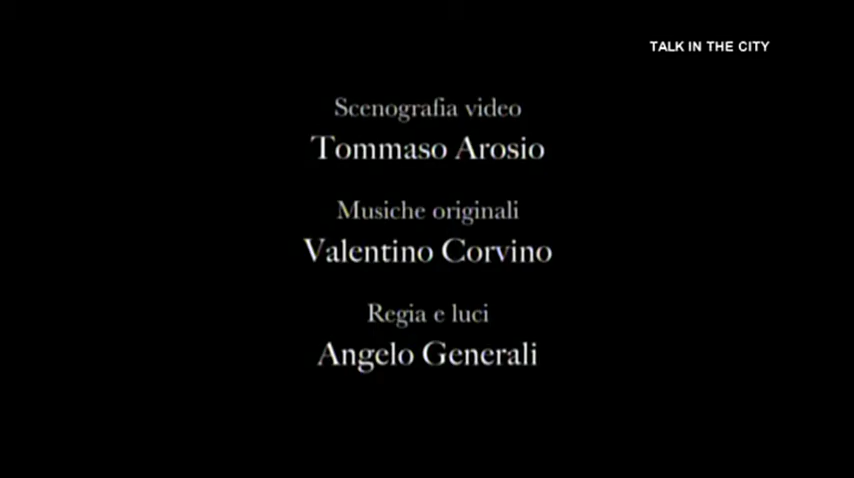 TALK IN THE CITY
Scenografia video
Tommaso Arosio
Musiche originali
Valentino Corvino
Regia e luci
Angelo Generali